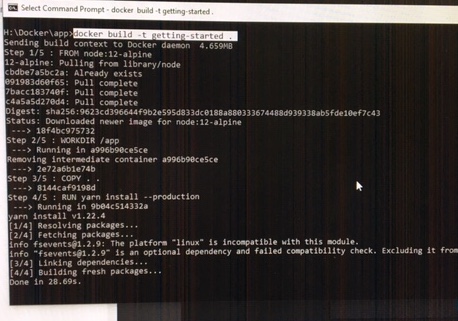 Select Command Prompt - docker build -t getting-started .
H:\Docker\app>docker build -t getting-started .
Sending build context to Docker daemon 4.659MB
Step 1/5 : FROM node:12-alpine
12-alpine: Pulling from library/node
cbdbe7a5bc2a: Already exists
091983d60f65: Pull complete
7bacc183740f: Pull complete
c4a5a5d270d4: Pull complete
Digest: sha256:9623cd396644f9b2e595d833dc0188a880333674488d939338ab5fde10ef7c43
Status: Downloaded newer image for node:12-alpine
---> 18f4bc975732
Step 2/5 : WORKDIR /app
---> Running in a996b90ce5ce
Removing intermediate container a996b90ce5ce
---> 2e72a6b1e74b
Step 3/5 : COPY . .
---> 8144caf9198d
Step 4/5 : RUN yarn install --production
---> Running in 9b04c514332a
yarn install v1.22.4
[1/4] Resolving packages...
[2/4] Fetching packages...
info fsevents@1.2.9: The platform "linux" is incompatible with this module.
info "fsevents@1.2.9" is an optional dependency and failed compatibility check. Excluding it from
[3/4] Linking dependencies...
[4/4] Building fresh packages...
Done in 28.69s.